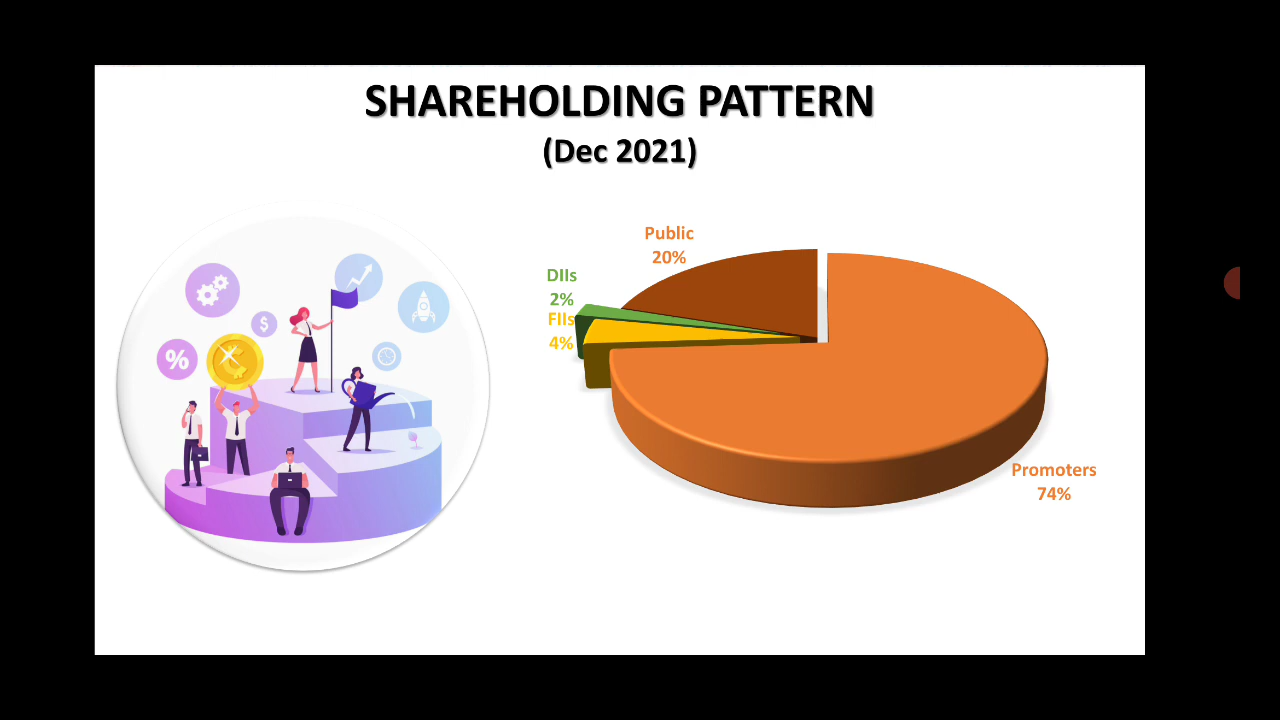 SHAREHOLDING PATTERN
(Dec 2021)
Public
20%
DIIs
2%
FIIs
4%
Promoters
74%
%
$